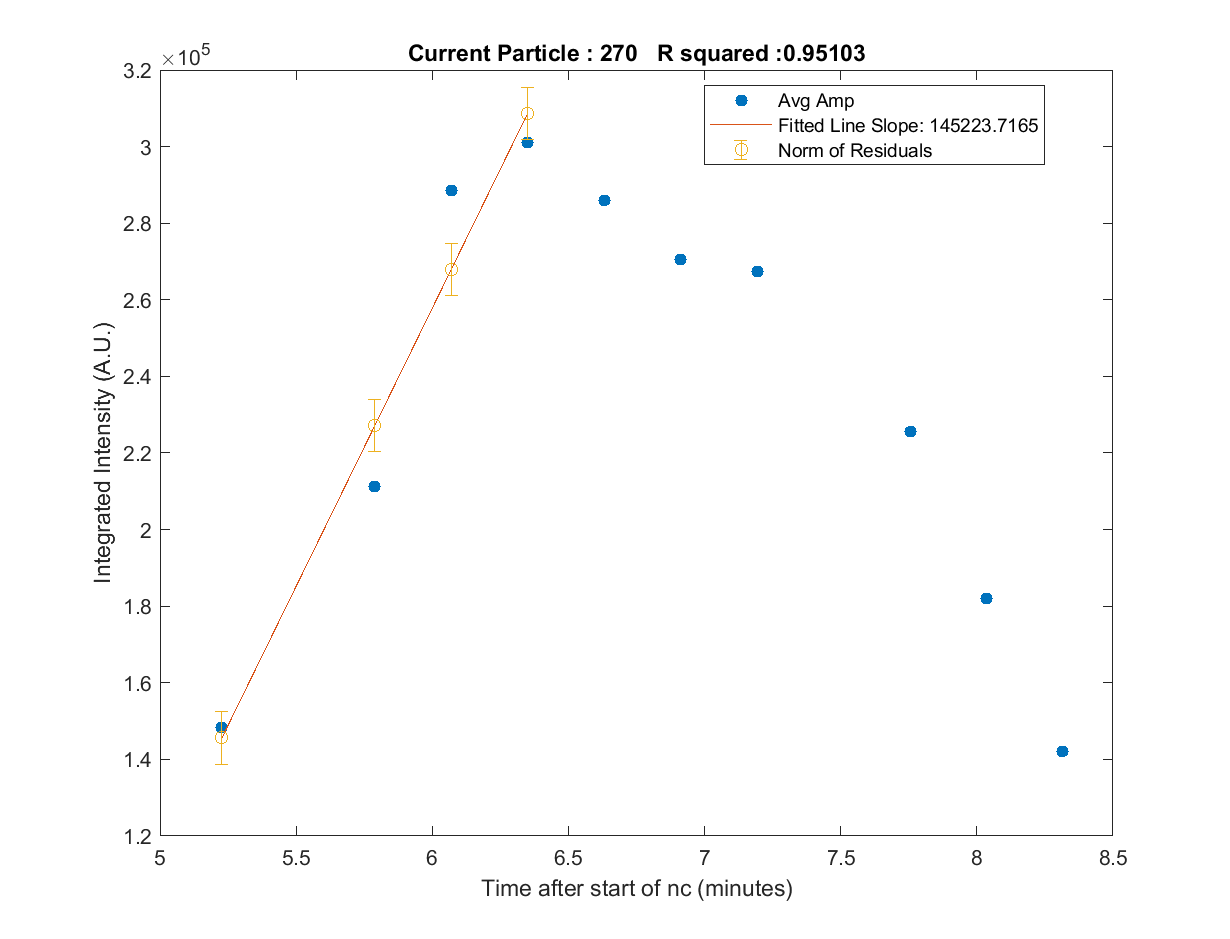 Current Particle : 270 R squared :0.95103
×10^5
3.2
3
2.8
2.6
2.4
2.2
2
1.8
1.6
1.4
1.2
Integrated Intensity (A.U.)
Avg Amp
Fitted Line Slope: 145223.7165
Norm of Residuals
5 5.5 6 6.5 7 7.5 8 8.5
Time after start of nc (minutes)